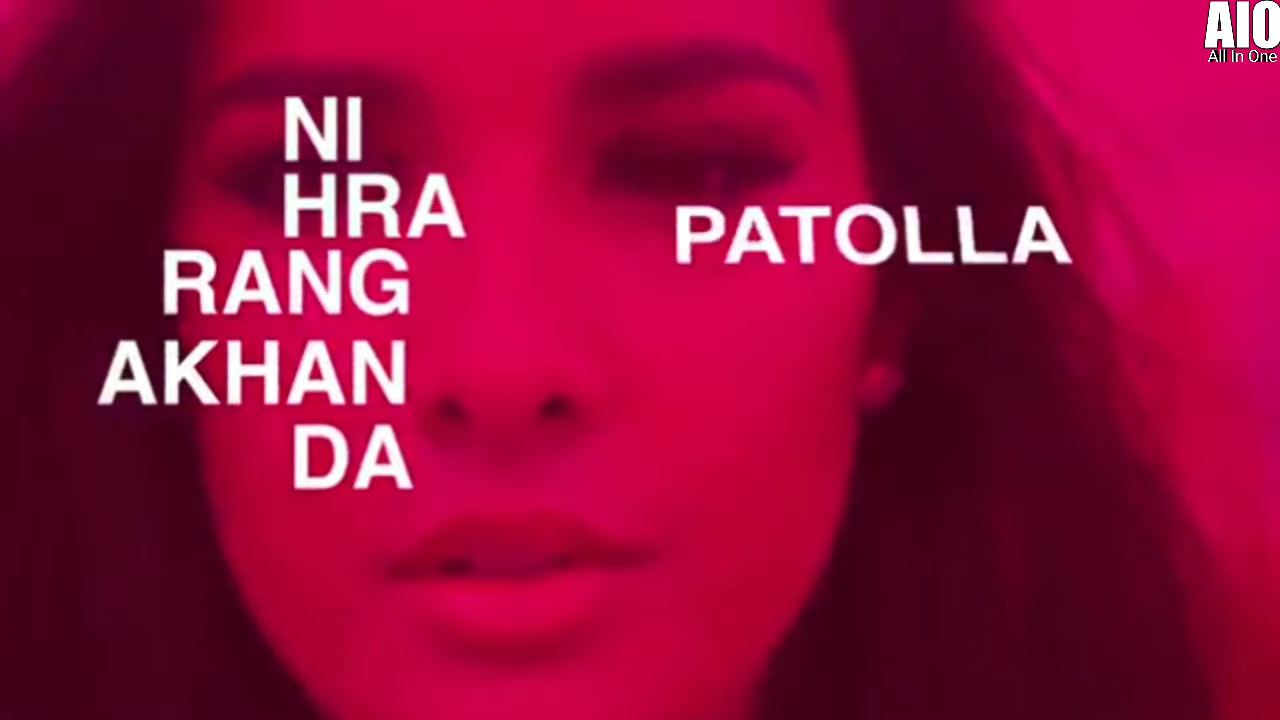 AIO
All In One
NI
HRA
RANG
AKHAN
DA
PATOLLA